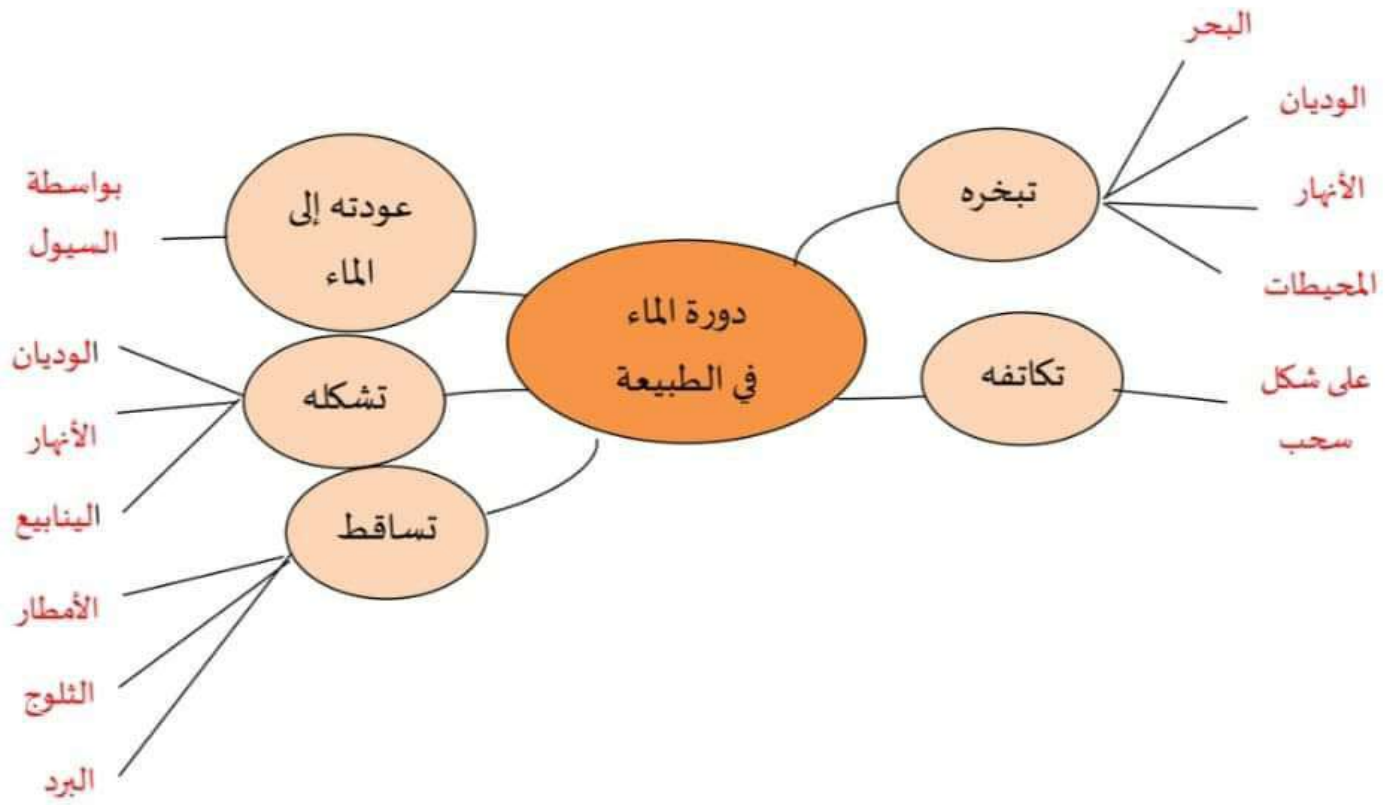 دورة الماء
في الطبيعة
تبخره
البحر
الوديان
الأنهار
المحيطات
تكاتفه
على شكل
سحب
تساقط
الأمطار
الثلوج
البرد
تشكله
الوديان
الأنهار
الينابيع
عودته إلى
الماء
بواسطة
السيول